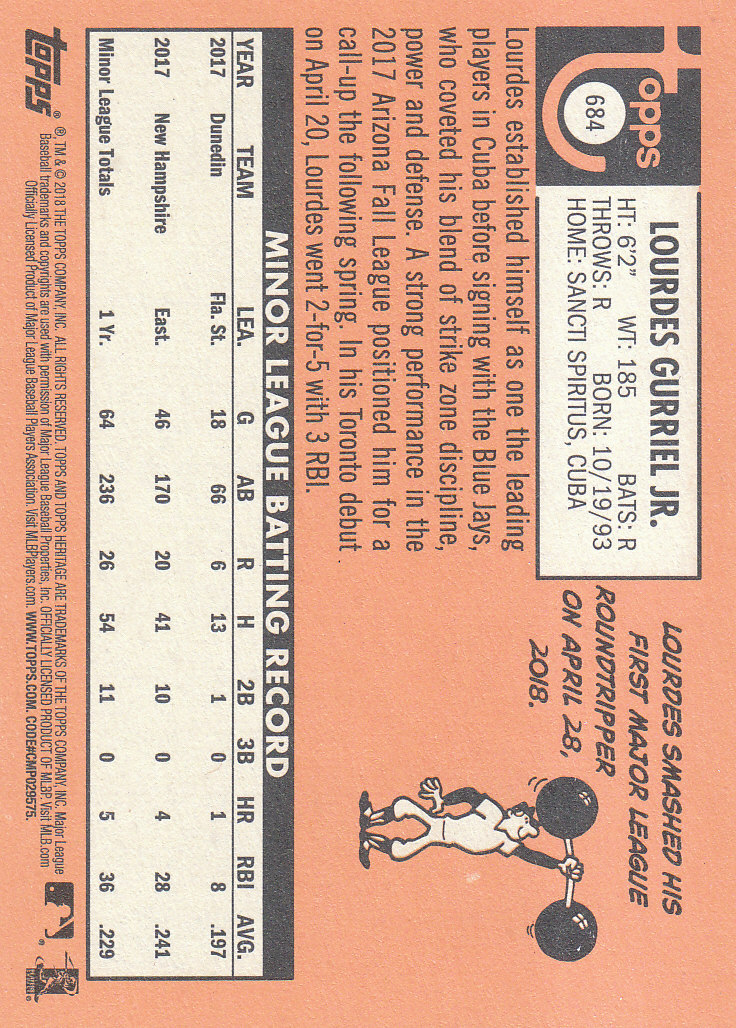 Topps
684
LOURDES GURRIEL JR.
HT: 6'2" WT: 185 BATS: R
THROWS: R BORN: 10/19/93
HOME: SANCTI SPIRITUS, CUBA
LOURDES SMASHED HIS
FIRST MAJOR LEAGUE
ROUNDTRIPPER
ON APRIL 28,
2018.
Lourdes established himself as one the leading
players in Cuba before signing with the Blue Jays,
who coveted his blend of strike zone discipline,
power and defense. A strong performance in the
2017 Arizona Fall League positioned him for a
call-up the following spring. In his Toronto debut
on April 20, Lourdes went 2-for-5 with 3 RBI.
MINOR LEAGUE BATTING RECORD
YEAR TEAM LEA. G AB R H 2B 3B HR RBI AVG.
2017 Dunedin Fla. St. 18 66 6 13 1 0 1 8 .197
2017 New Hampshire East. 46 170 20 41 10 0 4 28 .241
Minor League Totals 1 Yr. 64 236 26 54 11 0 5 36 .229
Topps®
®, TM & © 2018 THE TOPPS COMPANY, INC. ALL RIGHTS RESERVED. TOPPS AND TOPPS HERITAGE ARE TRADEMARKS OF THE TOPPS COMPANY, INC. Major League
Baseball trademarks and copyrights are used with permission of Major League Baseball Properties, Inc. OFFICIALLY LICENSED PRODUCT OF MLBP. Visit MLB.com
Officially Licensed Product of Major League Baseball Players Association. Visit MLBPlayers.com. WWW.TOPPS.COM. CODE#CMP029575.